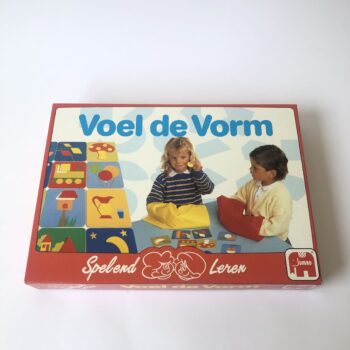 Voel de Vorm
Spelend Leren
Jumbo
Voel de Vorm